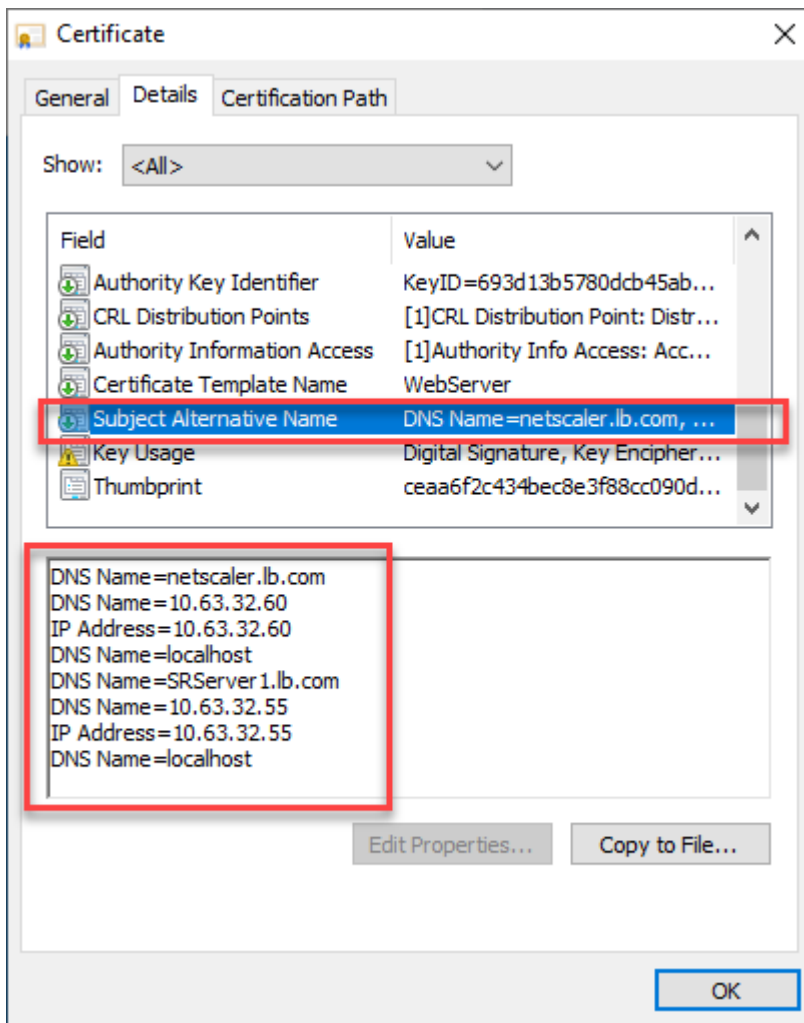 Certificate
General Details Certification Path
Show: <All>
Field Value
Authority Key Identifier KeyID=693d13b5780dcb45ab...
CRL Distribution Points [1]CRL Distribution Point: Distr...
Authority Information Access [1]Authority Info Access: Acc...
Certificate Template Name WebServer
Subject Alternative Name DNS Name=netscaler.lb.com, ...
Key Usage Digital Signature, Key Encipher...
Thumbprint ceaa6f2c434bec8e3f88cc090d...
DNS Name=netscaler.lb.com
DNS Name=10.63.32.60
IP Address=10.63.32.60
DNS Name=localhost
DNS Name=SRServer1.lb.com
DNS Name=10.63.32.55
IP Address=10.63.32.55
DNS Name=localhost
Edit Properties... Copy to File...
OK